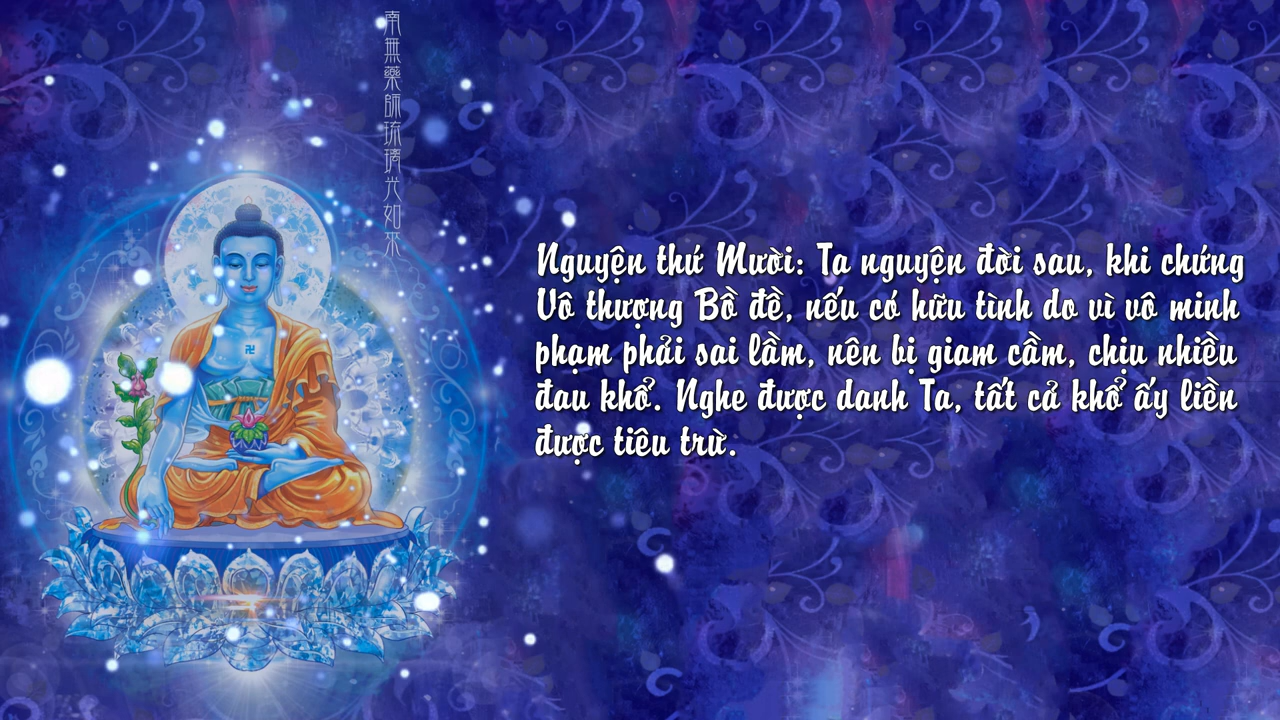 南無藥師琉璃光如來
Nguyện thứ Mười: Ta nguyện đời sau, khi chứng
Vô thượng Bồ đề, nếu có hữu tình do vì vô minh
phạm phải sai lầm, nên bị giam cầm, chịu nhiều
đau khổ. Nghe được danh Ta, tất cả khổ ấy liền
được tiêu trừ.
卍